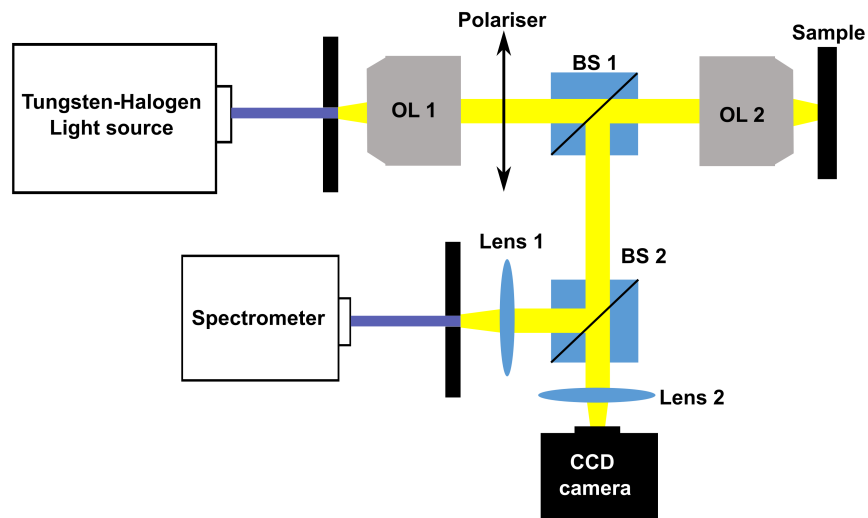 Polariser
Sample
Tungsten-Halogen
Light source
OL 1
BS 1
OL 2
Lens 1
BS 2
Spectrometer
Lens 2
CCD
camera